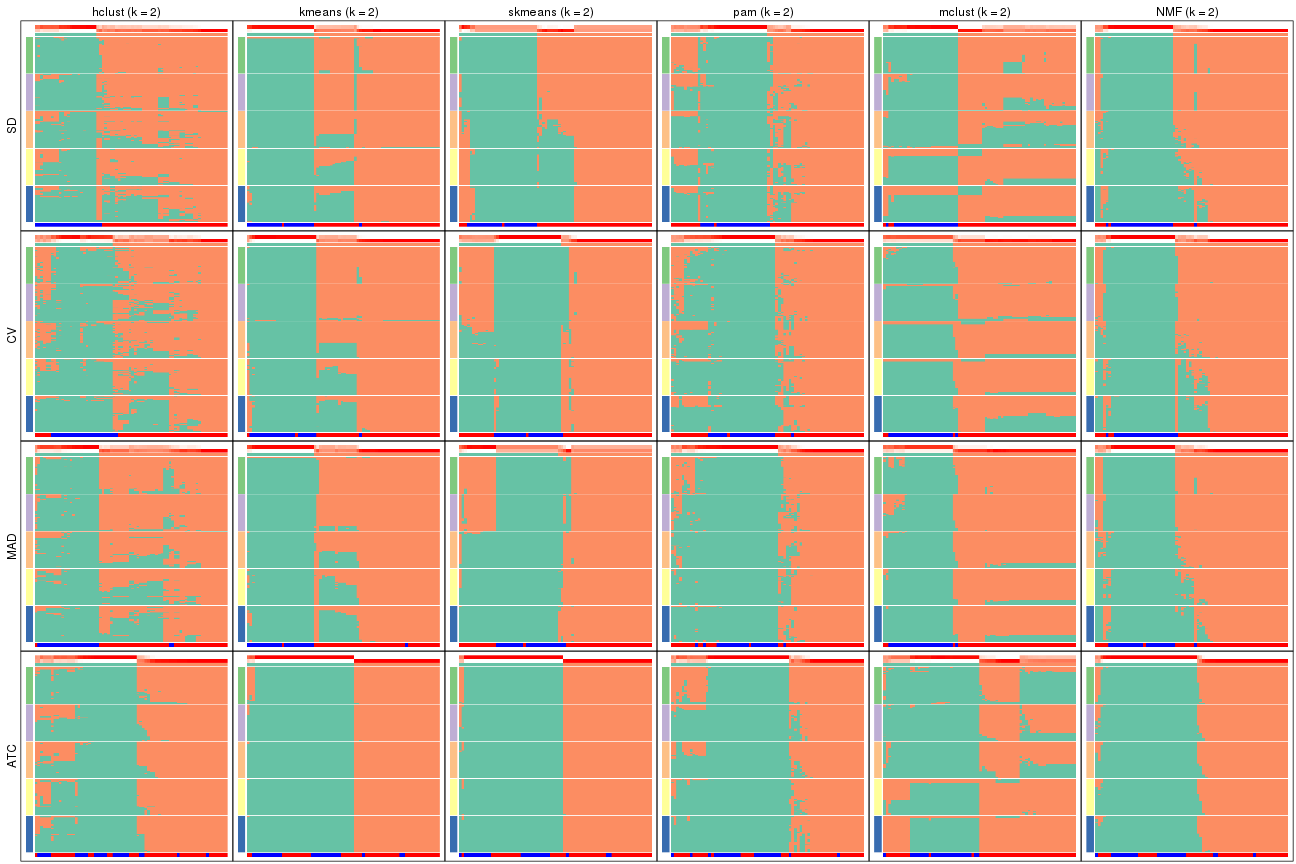 hclust (k = 2)
kmeans (k = 2)
skmeans (k = 2)
pam (k = 2)
mclust (k = 2)
NMF (k = 2)
SD
CV
MAD
ATC